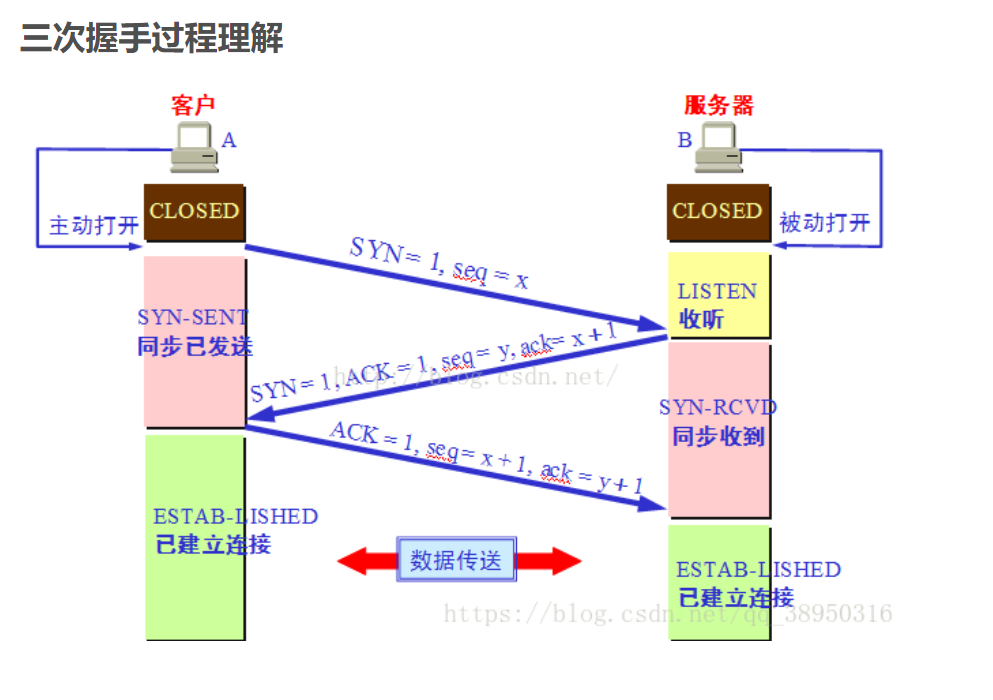 三次握手过程理解
客户
服务器
A
B
CLOSED
CLOSED
主动打开
被动打开
SYN = 1, seq = x
LISTEN
收听
SYN-SENT
同步已发送
SYN = 1, ACK = 1, seq = y, ack= x + 1
http://blog.csdn.net/
SYN-RCVD
同步收到
ACK = 1, seq = x + 1, ack = y + 1
ESTAB-LISHED
已建立连接
数据传送
ESTAB-LISHED
已建立连接
https://blog.csdn.net/qq_38950316